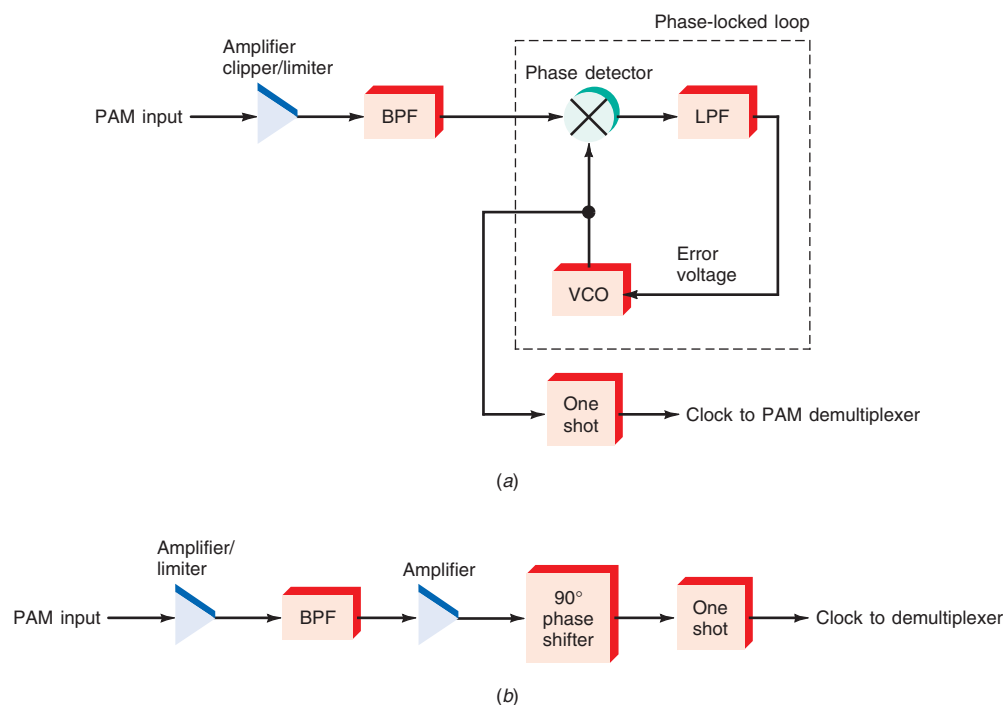 Phase-locked loop
Amplifier
clipper/limiter
Phase detector
PAM input
BPF
LPF
Error
voltage
VCO
One
shot
Clock to PAM demultiplexer
(a)
Amplifier/
limiter
Amplifier
PAM input
BPF
90°
phase
shifter
One
shot
Clock to demultiplexer
(b)